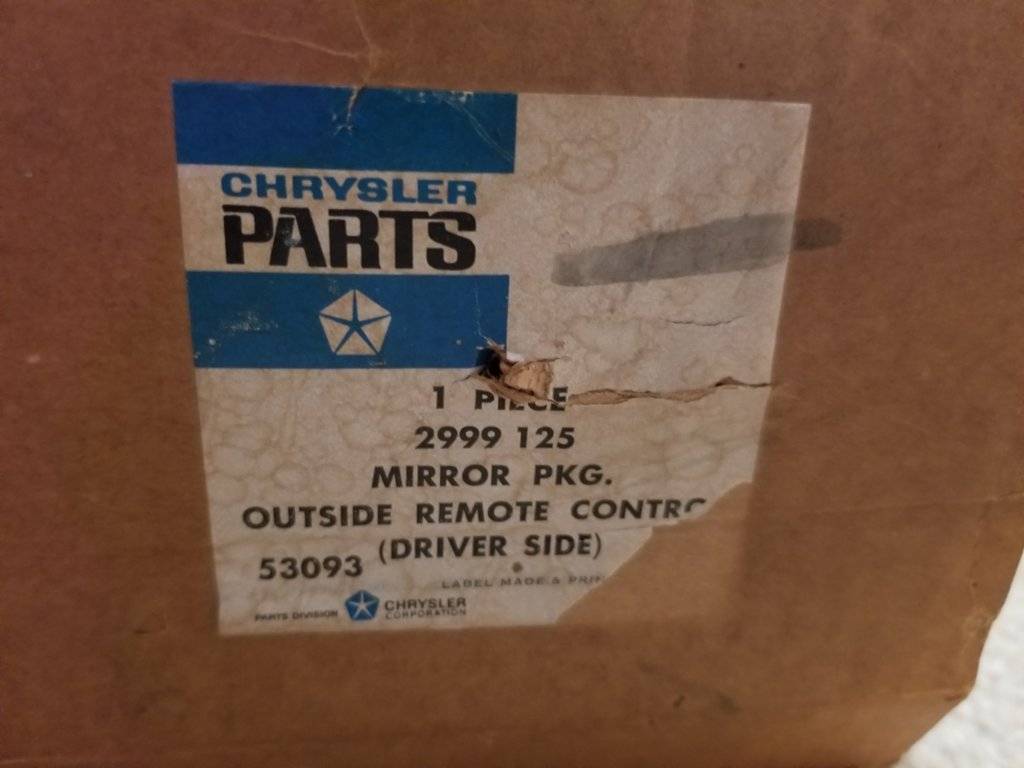 CHRYSLER
PARTS
1 PIECE
2999 125
MIRROR PKG.
OUTSIDE REMOTE CONTRO
(DRIVER SIDE)
53093
LABEL MADE & PRIN
PARTS DIVISION CHRYSLER
CORPORATION